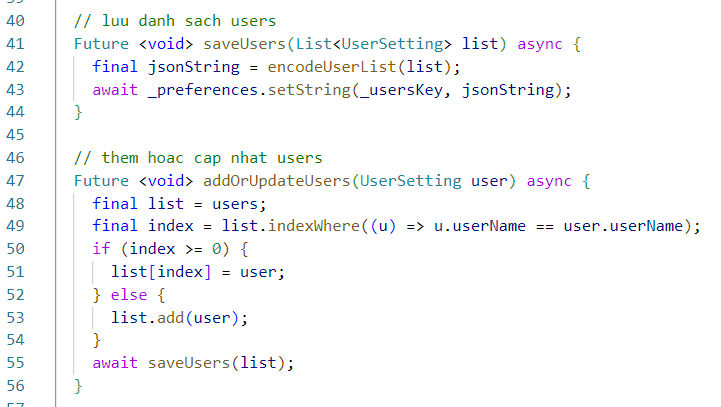 40 // luu danh sach users
41 Future <void> saveUsers(List<UserSetting> list) async {
42 final jsonString = encodeUserList(list);
43 await _preferences.setString(_usersKey, jsonString);
44 }
45
46 // them hoac cap nhat users
47 Future <void> addOrUpdateUsers(UserSetting user) async {
48 final list = users;
49 final index = list.indexWhere((u) => u.userName == user.userName);
50 if (index >= 0) {
51 list[index] = user;
52 } else {
53 list.add(user);
54 }
55 await saveUsers(list);
56 }